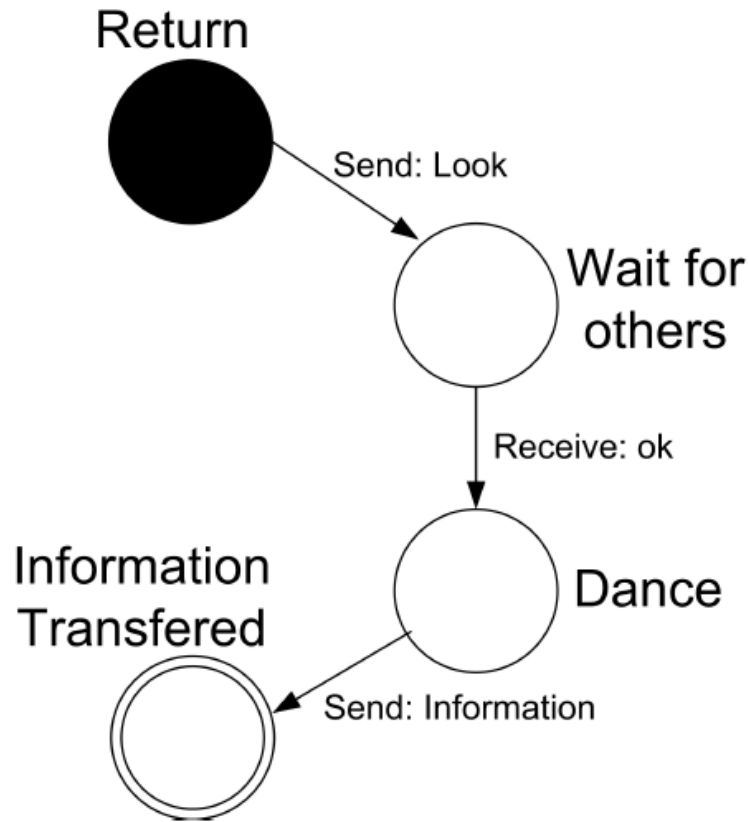 Return
Send: Look
Wait for
others
Receive: ok
Information
Transfered
Dance
Send: Information